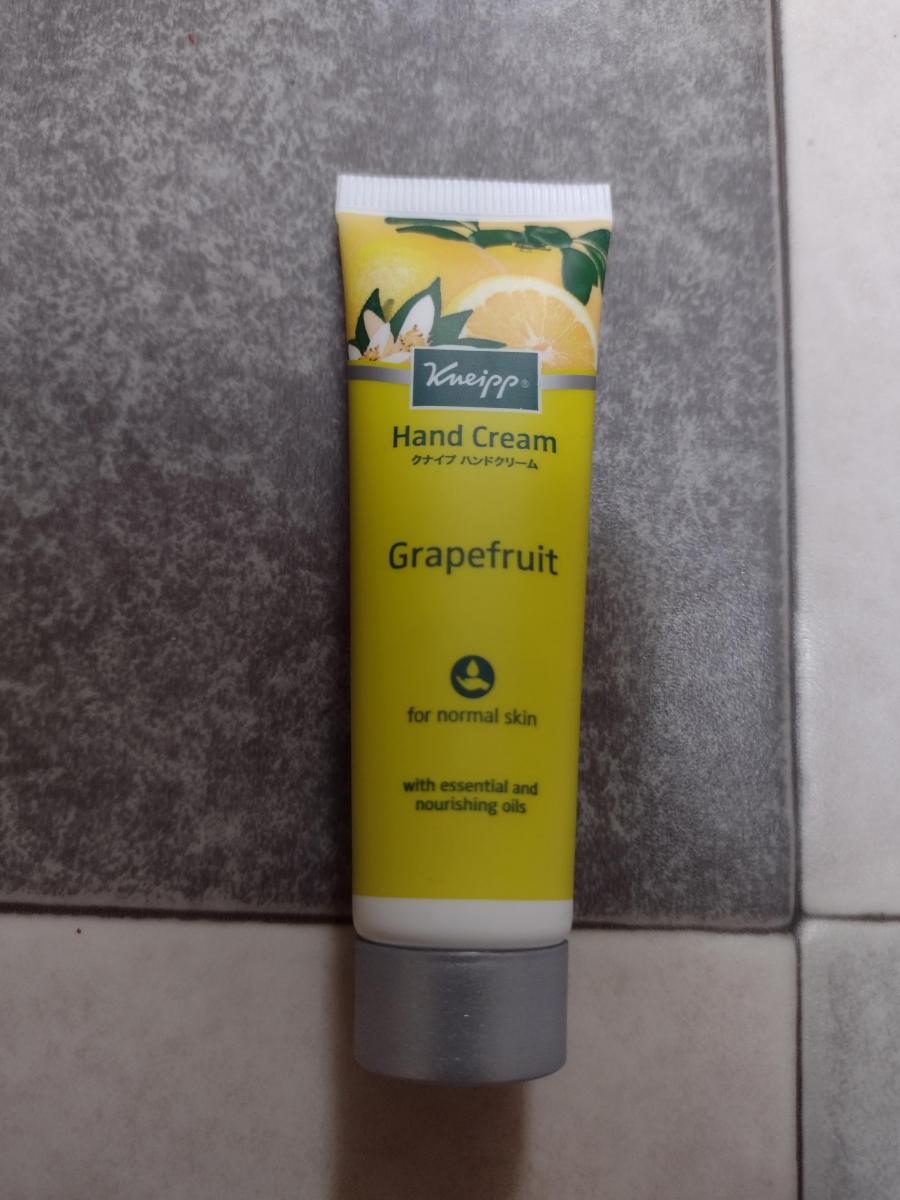 Kneipp®
Hand Cream
クナイプ ハンドクリーム
Grapefruit
for normal skin
with essential and
nourishing oils